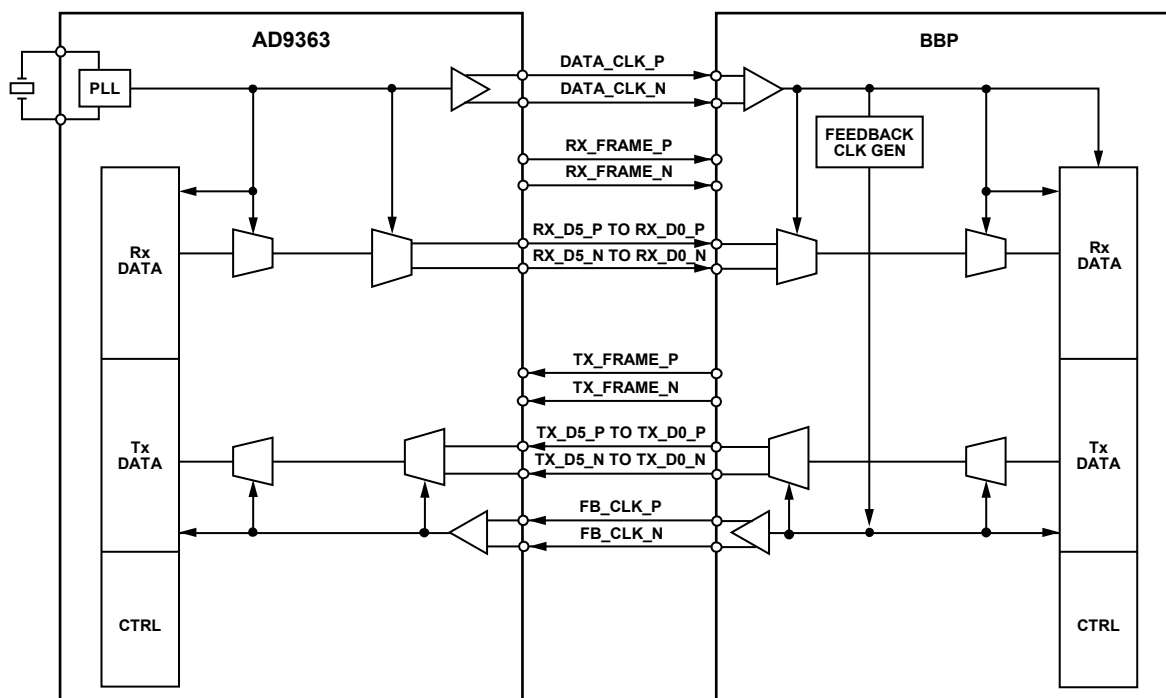 AD9363
BBP
PLL
DATA_CLK_P
DATA_CLK_N
FEEDBACK
CLK GEN
RX_FRAME_P
RX_FRAME_N
Rx
DATA
RX_D5_P TO RX_D0_P
RX_D5_N TO RX_D0_N
Rx
DATA
TX_FRAME_P
TX_FRAME_N
Tx
DATA
TX_D5_P TO TX_D0_P
TX_D5_N TO TX_D0_N
Tx
DATA
FB_CLK_P
FB_CLK_N
CTRL
CTRL